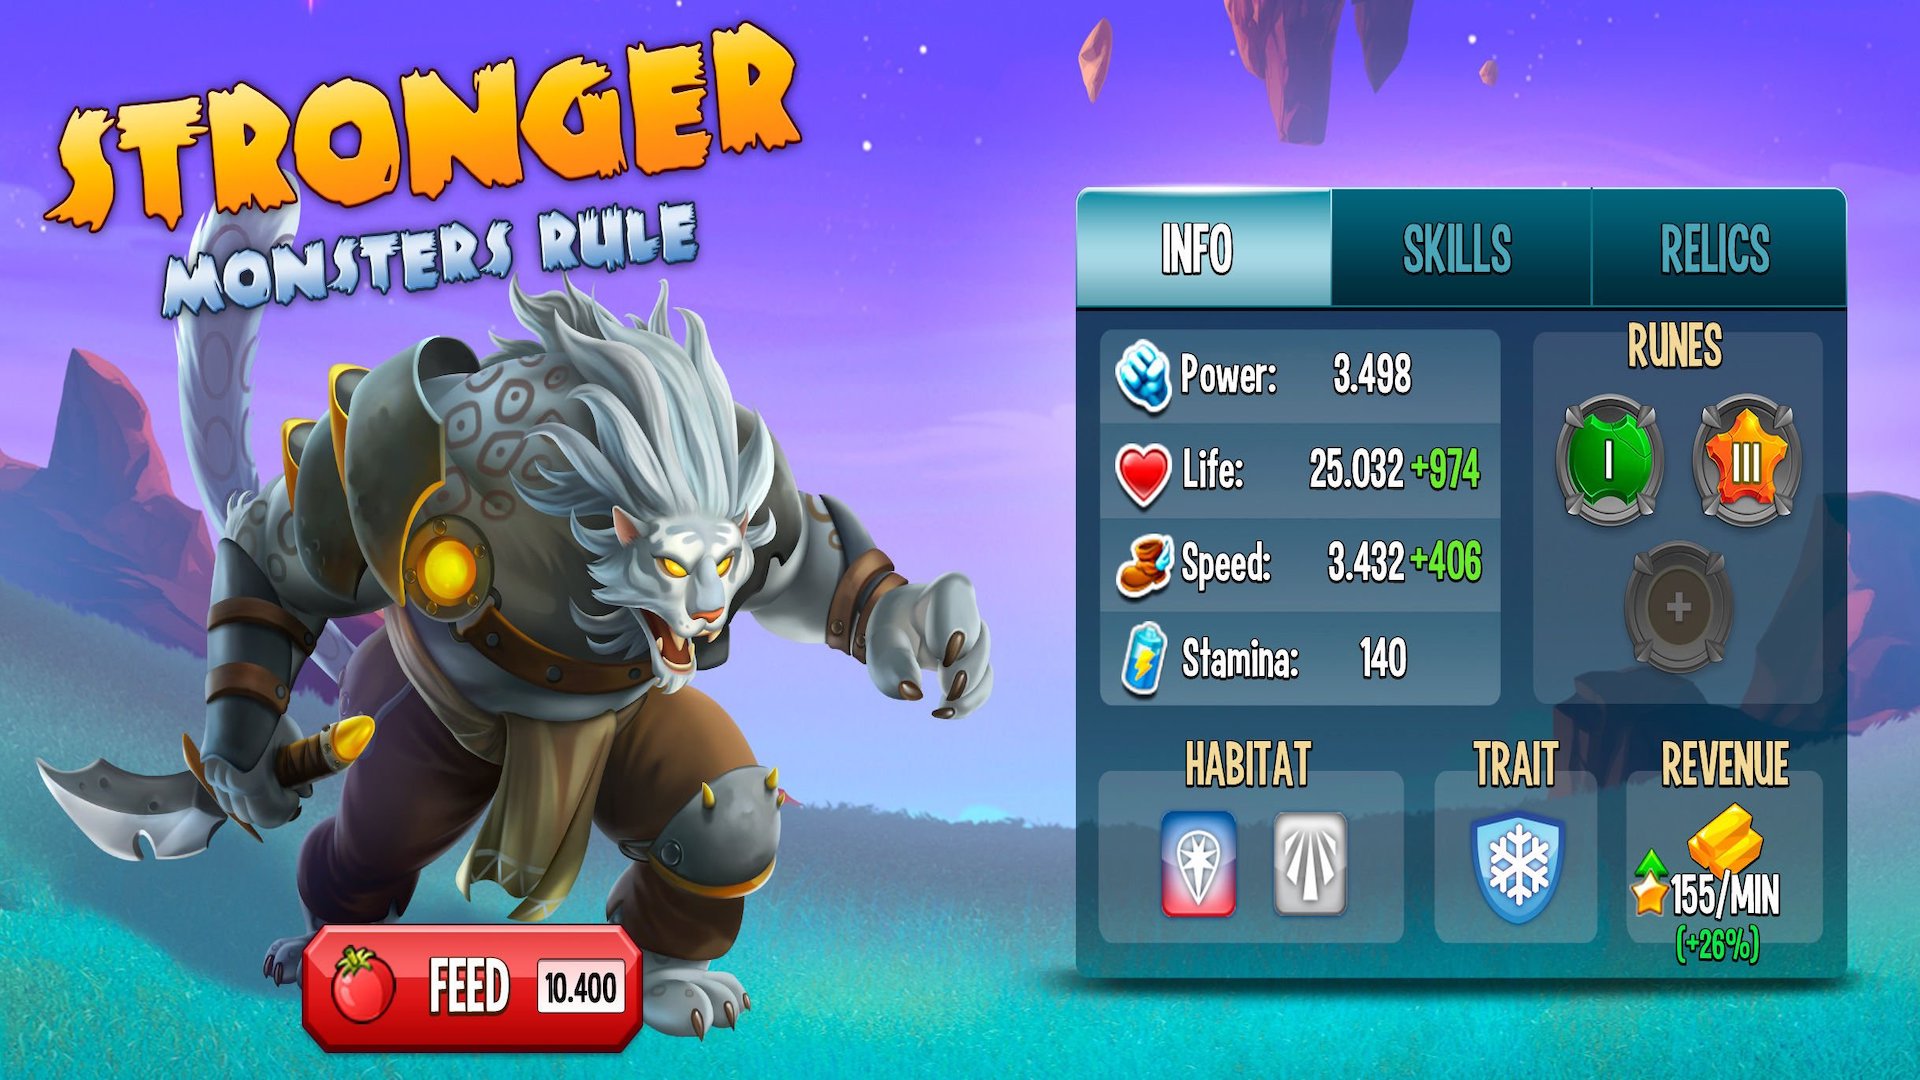 STRONGER
MONSTERS RULE
INFO SKILLS RELICS
Power: 3.498
Life: 25.032 +974
Speed: 3.432 +406
Stamina: 140
RUNES
I III
+
HABITAT TRAIT REVENUE
155/MIN
(+26%)
FEED 10.400